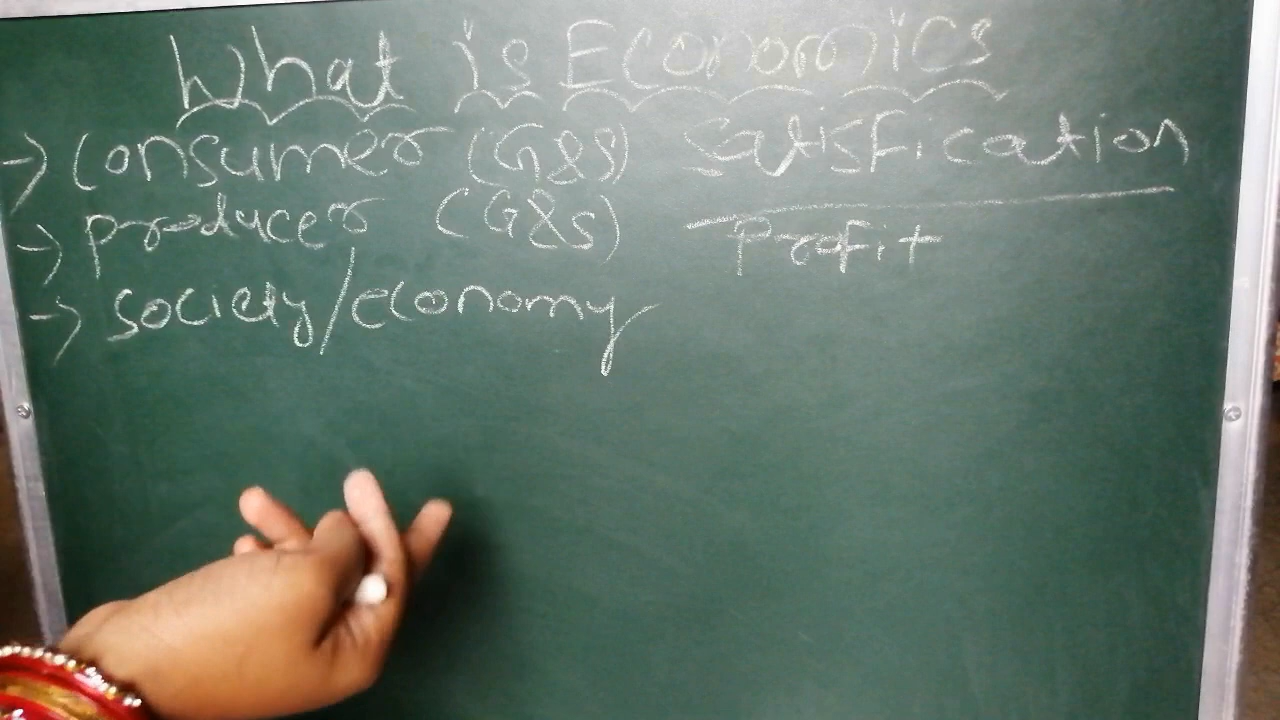 What is Economics
→ Consumer (G&S) Satisfication
→ Producer (G&S) Profit
→ Society/economy